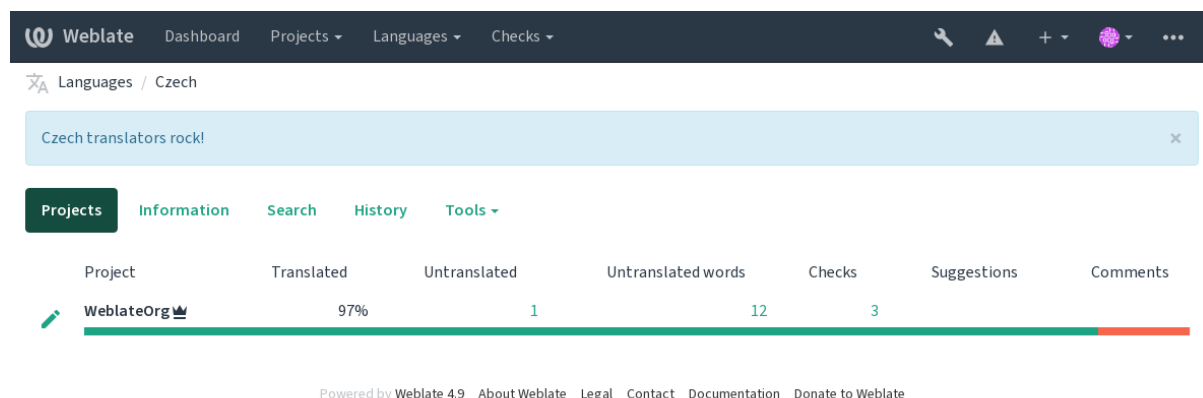 Weblate Dashboard Projects Languages Checks
Languages / Czech
Czech translators rock! ×
Projects Information Search History Tools
Project Translated Untranslated Untranslated words Checks Suggestions Comments
WeblateOrg 97% 1 12 3
Powered by Weblate 4.9 About Weblate Legal Contact Documentation Donate to Weblate